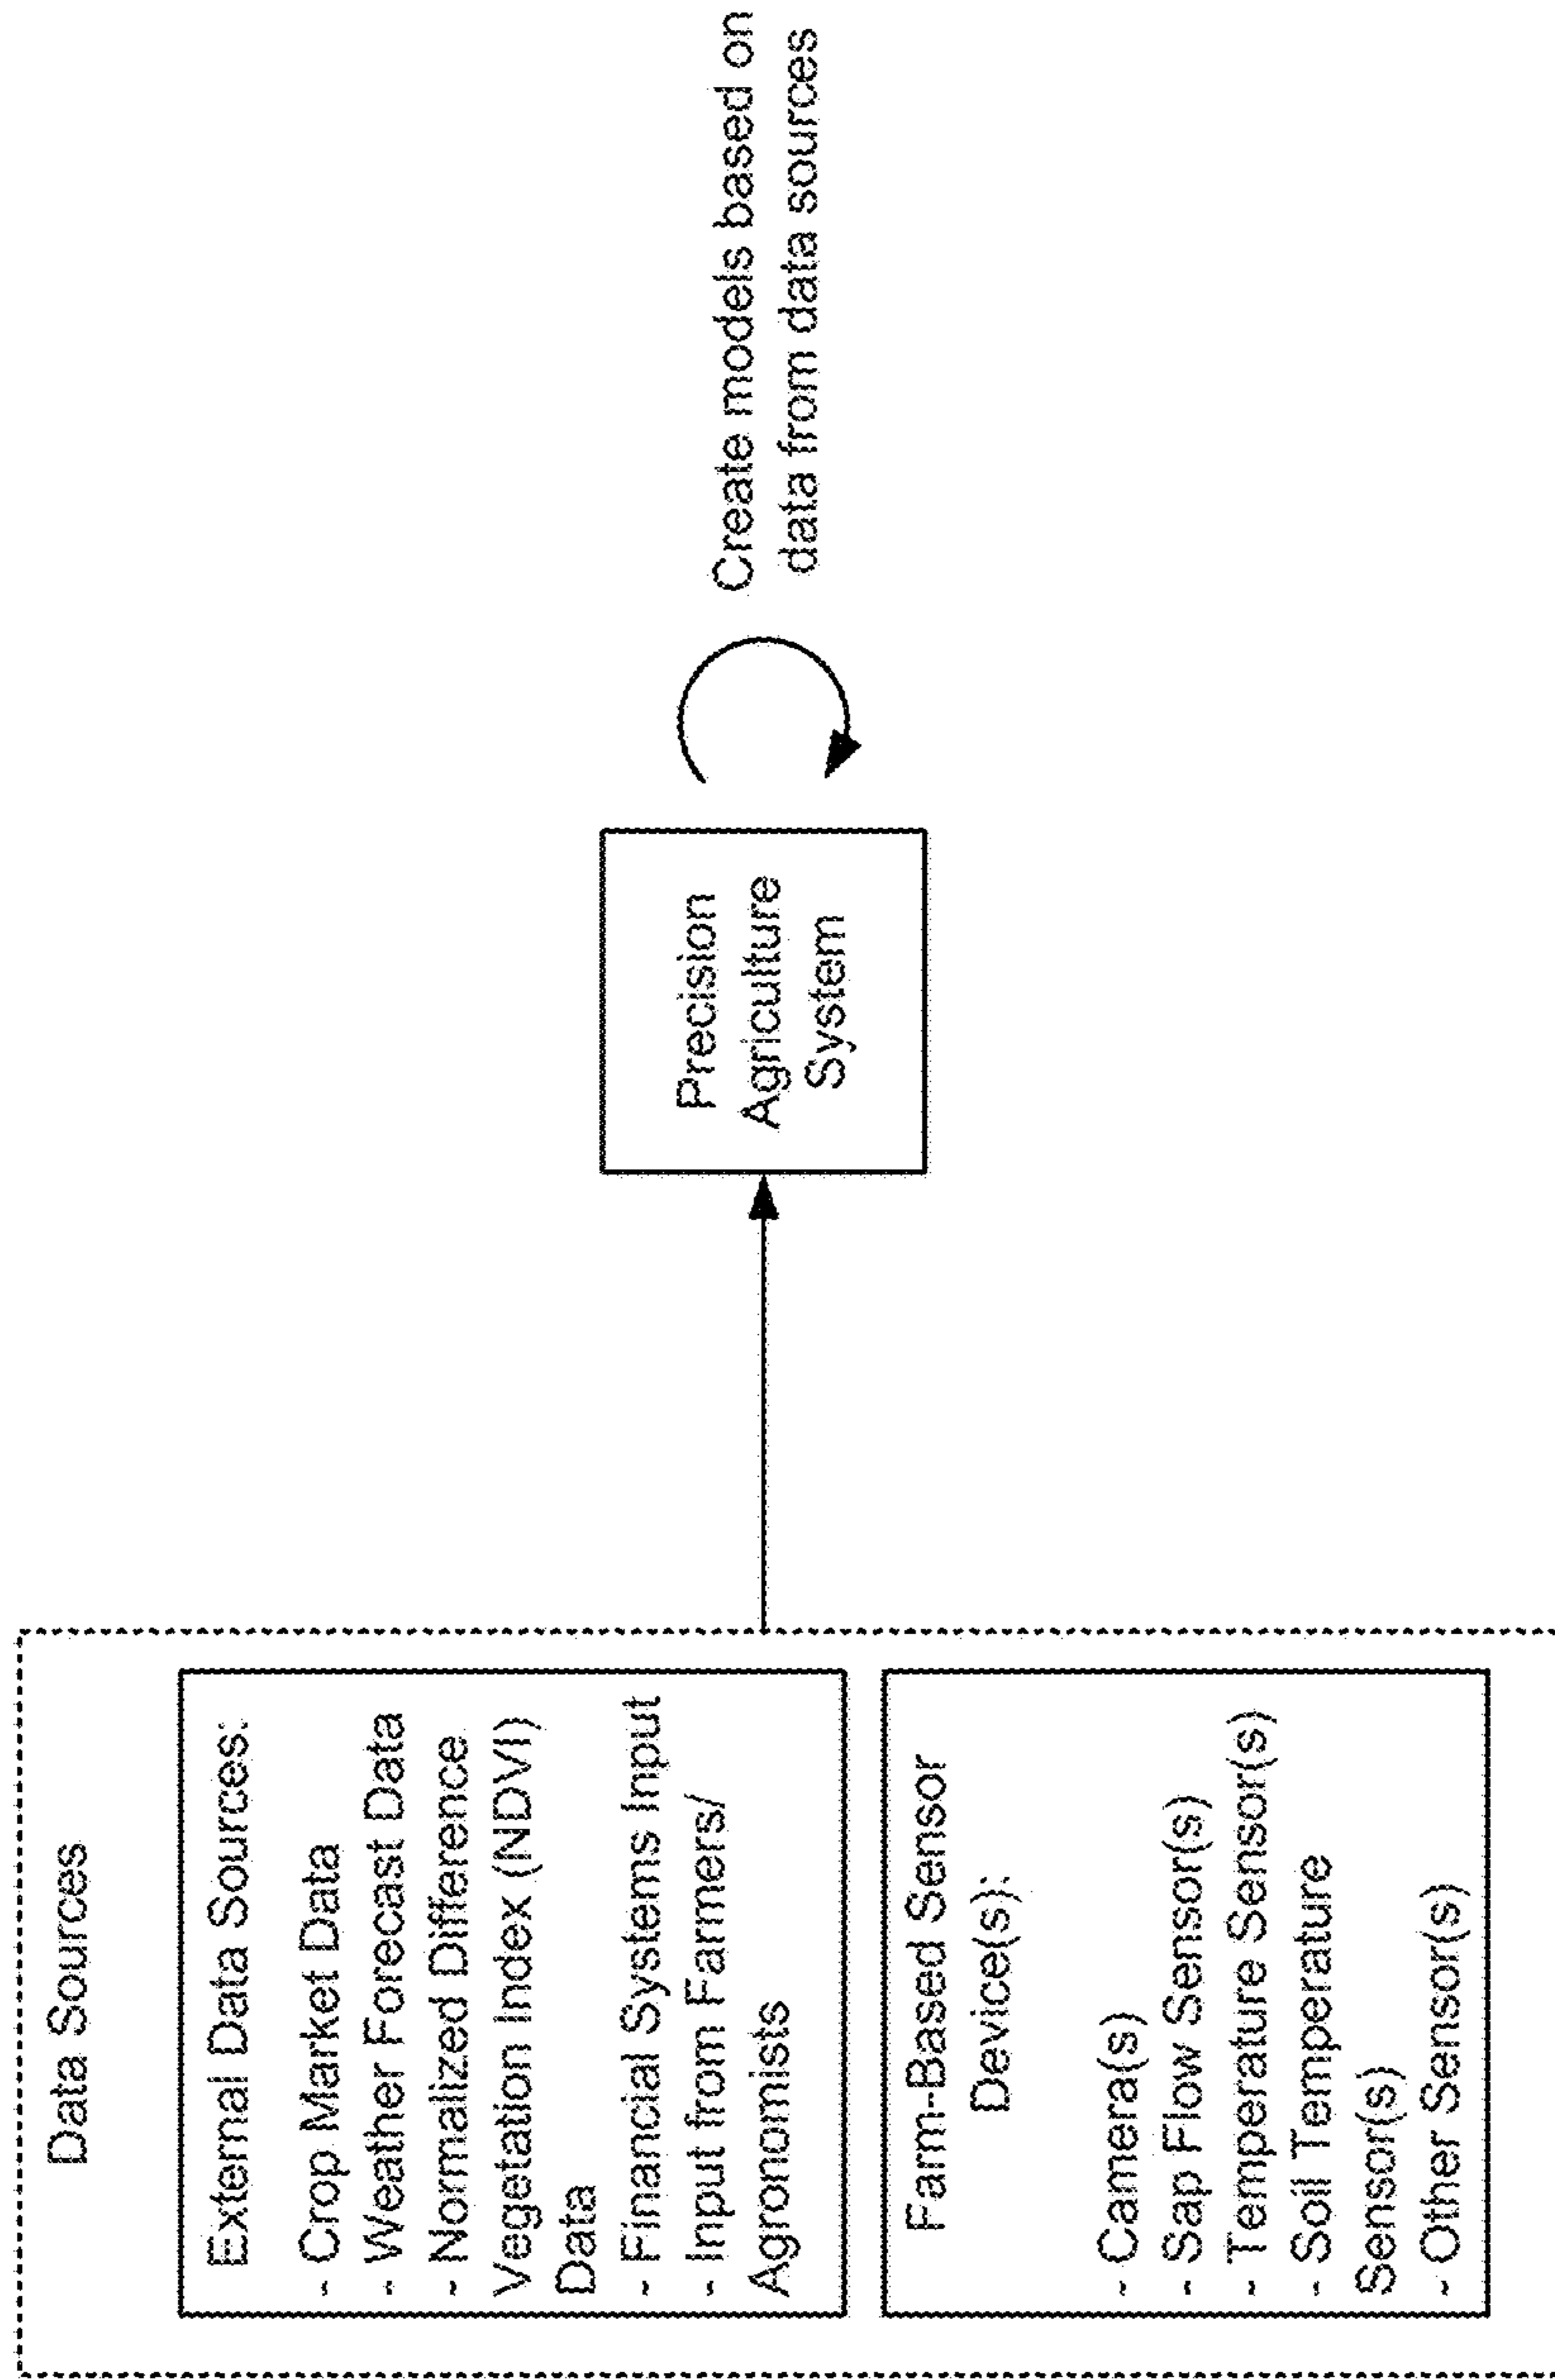 Data Sources
External Data Sources:
- Crop Market Data
- Weather Forecast Data
- Normalized Difference
Vegetation Index (NDVI)
Data
- Financial Systems Input
- Input from Farmers/
Agronomists
Farm-Based Sensor
Device(s):
- Camera(s)
- Sap Flow Sensor(s)
- Temperature Sensor(s)
- Soil Temperature
Sensor(s)
- Other Sensor(s)
Precision
Agriculture
System
Create models based on
data from data sources